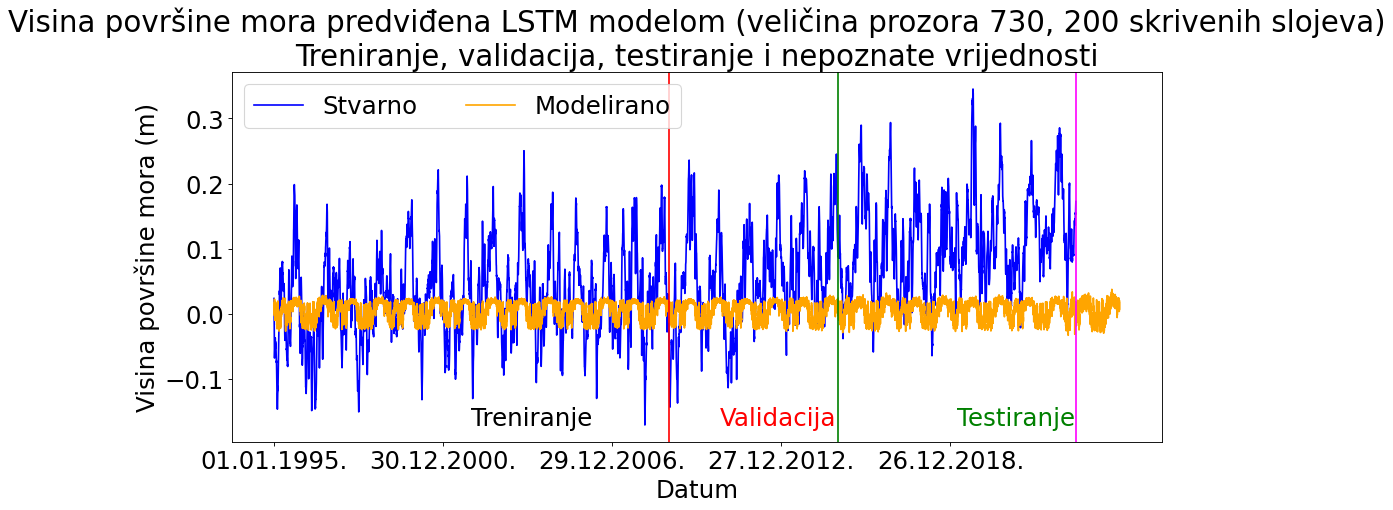 Visina površine mora predviđena LSTM modelom (veličina prozora 730, 200 skrivenih slojeva)
Treniranje, validacija, testiranje i nepoznate vrijednosti
Stvarno Modelirano
Visina površine mora (m)
0.3
0.2
0.1
0.0
−0.1
Treniranje Validacija Testiranje
01.01.1995. 30.12.2000. 29.12.2006. 27.12.2012. 26.12.2018.
Datum